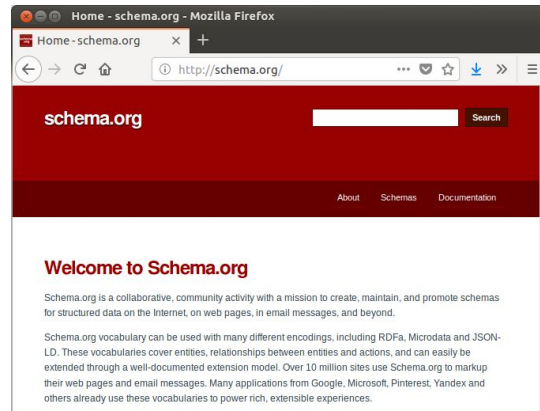 Home - schema.org - Mozilla Firefox
Home - schema.org
http://schema.org/
schema.org
Search
About Schemas Documentation
Welcome to Schema.org
Schema.org is a collaborative, community activity with a mission to create, maintain, and promote schemas
for structured data on the Internet, on web pages, in email messages, and beyond.
Schema.org vocabulary can be used with many different encodings, including RDFa, Microdata and JSON-
LD. These vocabularies cover entities, relationships between entities and actions, and can easily be
extended through a well-documented extension model. Over 10 million sites use Schema.org to markup
their web pages and email messages. Many applications from Google, Microsoft, Pinterest, Yandex and
others already use these vocabularies to power rich, extensible experiences.